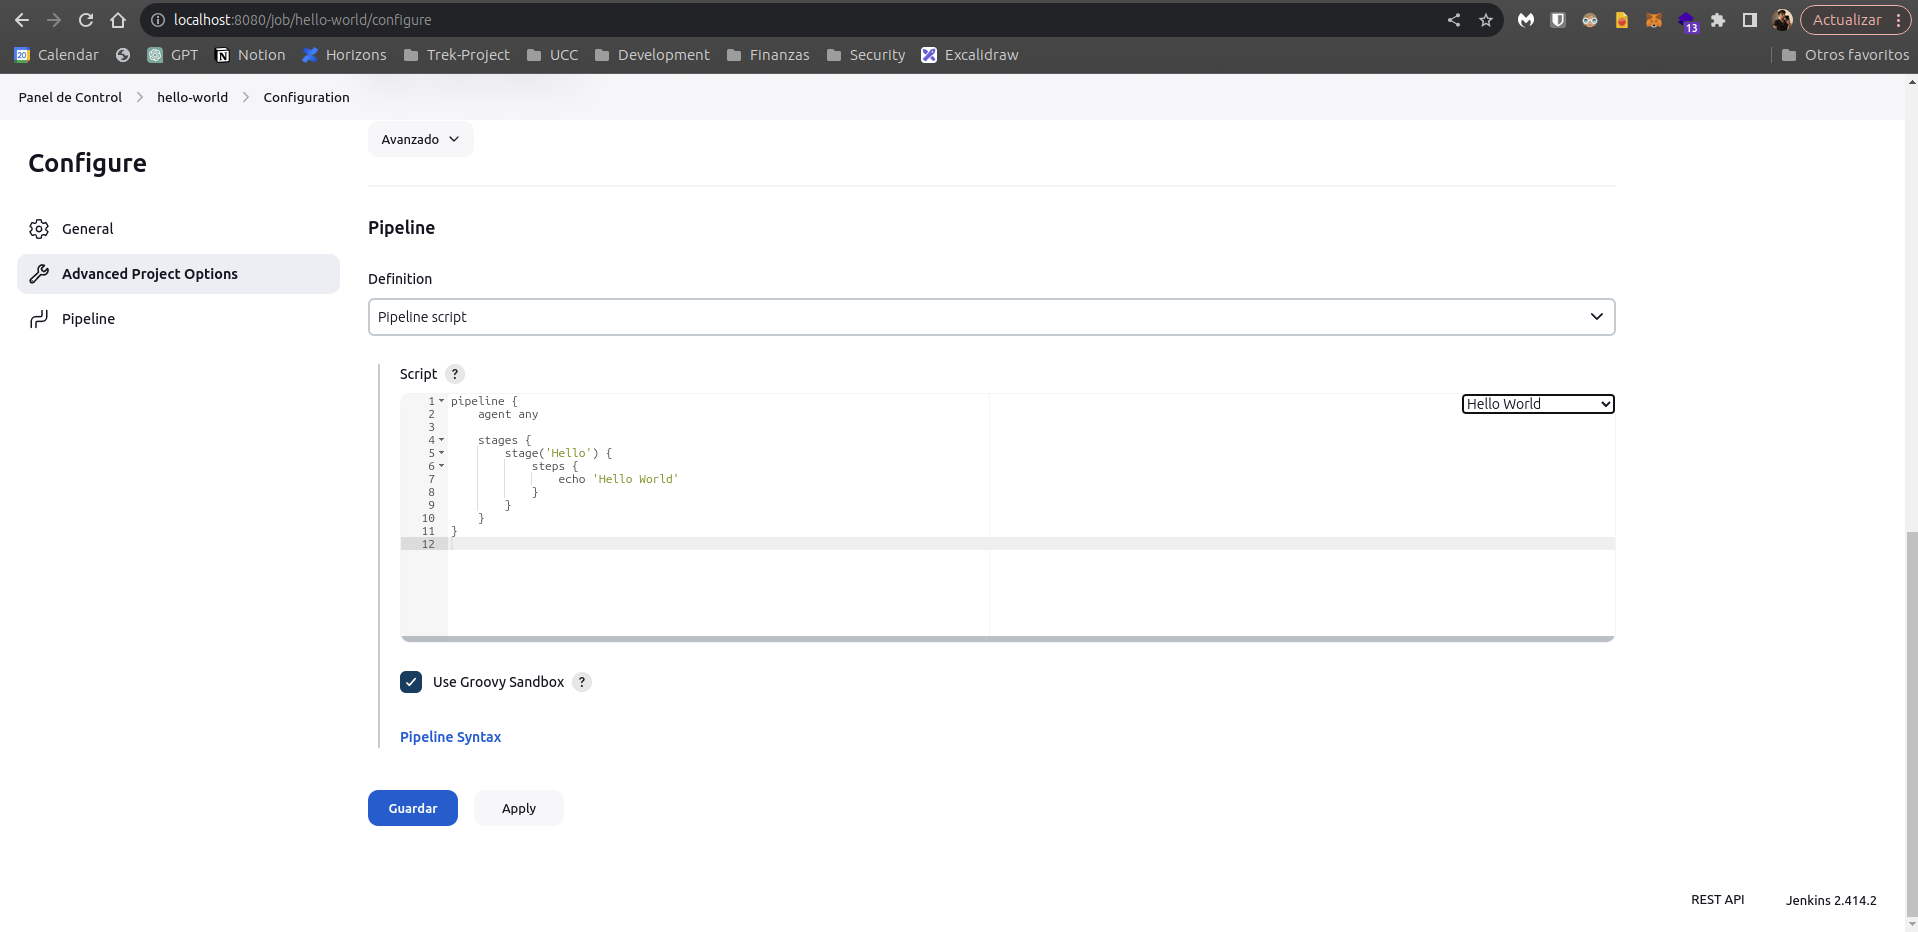 localhost:8080/job/hello-world/configure
13
Actualizar
20 Calendar GPT Notion Horizons Trek-Project UCC Development Finanzas Security Excalidraw Otros favoritos
Panel de Control hello-world Configuration
Avanzado
Configure
General
Advanced Project Options
Pipeline
Pipeline
Definition
Pipeline script
Script ?
Hello World
1 pipeline {
2 agent any
3
4 stages {
5 stage('Hello') {
6 steps {
7 echo 'Hello World'
8 }
9 }
10 }
11 }
12
Use Groovy Sandbox ?
Pipeline Syntax
Guardar Apply
REST API Jenkins 2.414.2